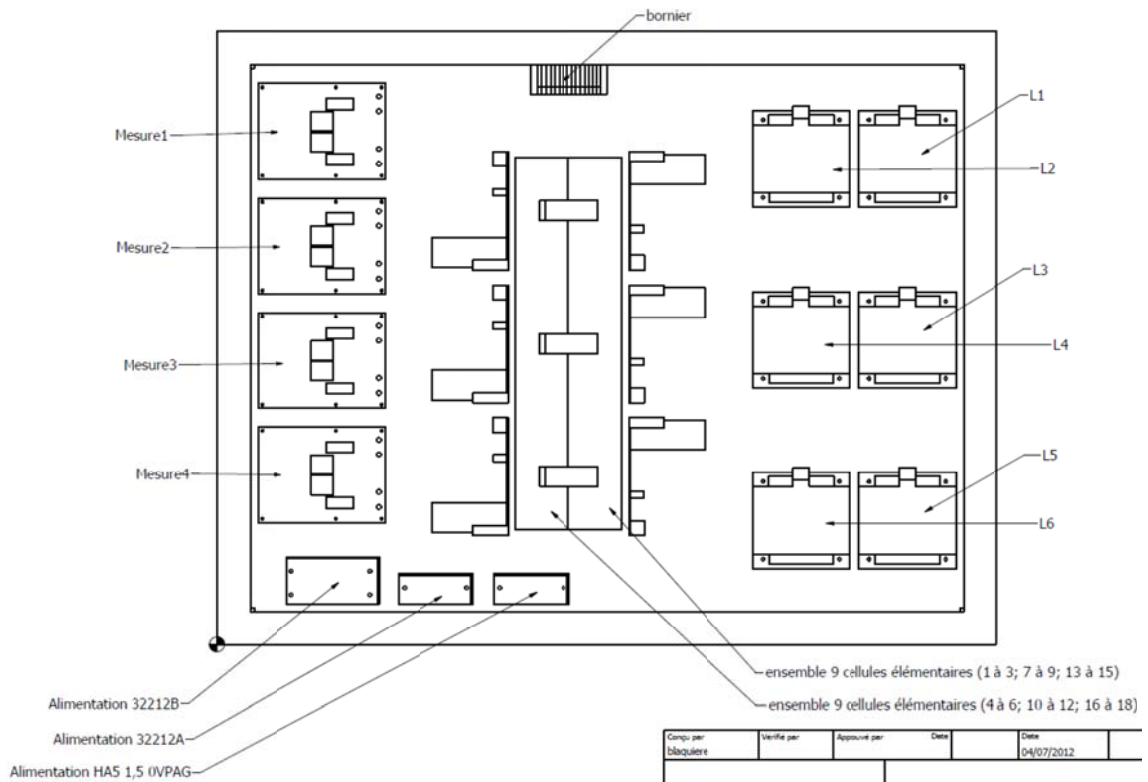 bornier
L1
Mesure1
L2
Mesure2
L3
L4
Mesure3
L5
Mesure4
L6
ensemble 9 cellules élémentaires (1 à 3; 7 à 9; 13 à 15)
Alimentation 32212B
ensemble 9 cellules élémentaires (4 à 6; 10 à 12; 16 à 18)
Alimentation 32212A
Alimentation HA5 1,5 0VPAG
Conçu par
Vérifié par
Approuvé par
Date
Date
blaquiere
04/07/2012